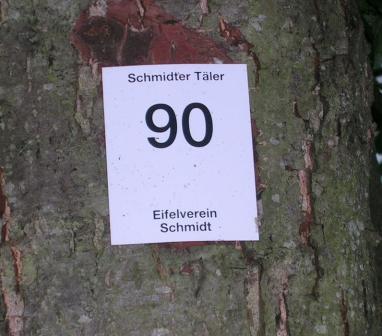 Schmidter Täler
90
Eifelverein
Schmidt